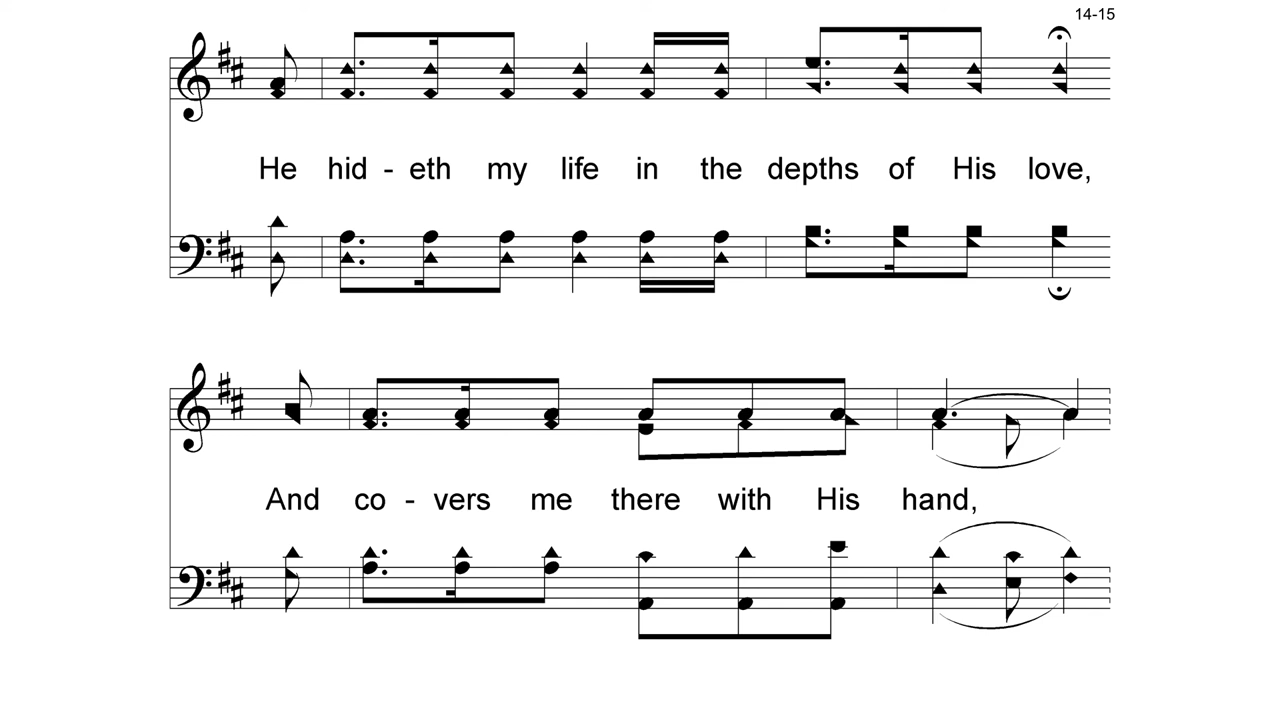 14-15
He hid - eth my life in the depths of His love,
And co - vers me there with His hand,